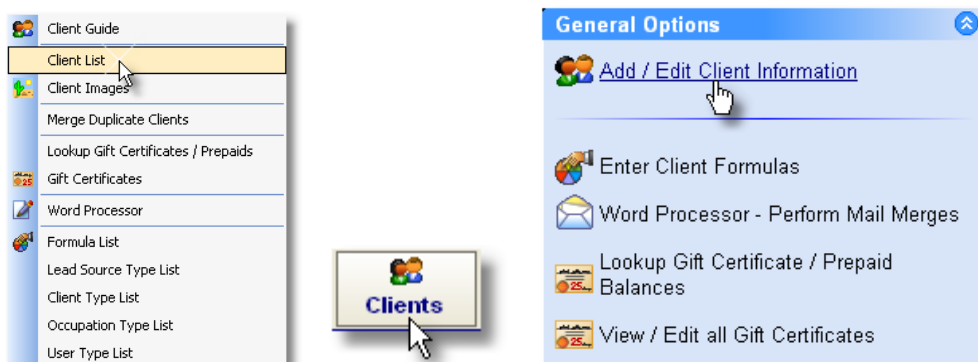 Client Guide
Client List
Client Images
Merge Duplicate Clients
Lookup Gift Certificates / Prepaids
Gift Certificates
Word Processor
Formula List
Lead Source Type List
Client Type List
Occupation Type List
User Type List
Clients
General Options
Add / Edit Client Information
Enter Client Formulas
Word Processor - Perform Mail Merges
Lookup Gift Certificate / Prepaid
Balances
View / Edit all Gift Certificates